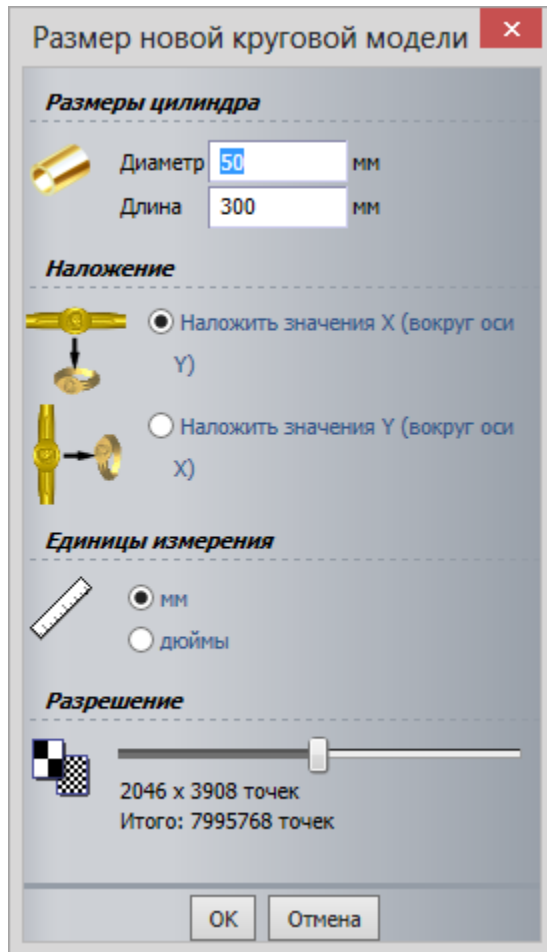 Размер новой круговой модели
Размеры цилиндра
Диаметр 50 мм
Длина 300 мм
Наложение
Наложить значения X (вокруг оси
Y)
Наложить значения Y (вокруг оси
X)
Единицы измерения
мм
дюймы
Разрешение
2046 x 3908 точек
Итого: 7995768 точек
OK Отмена